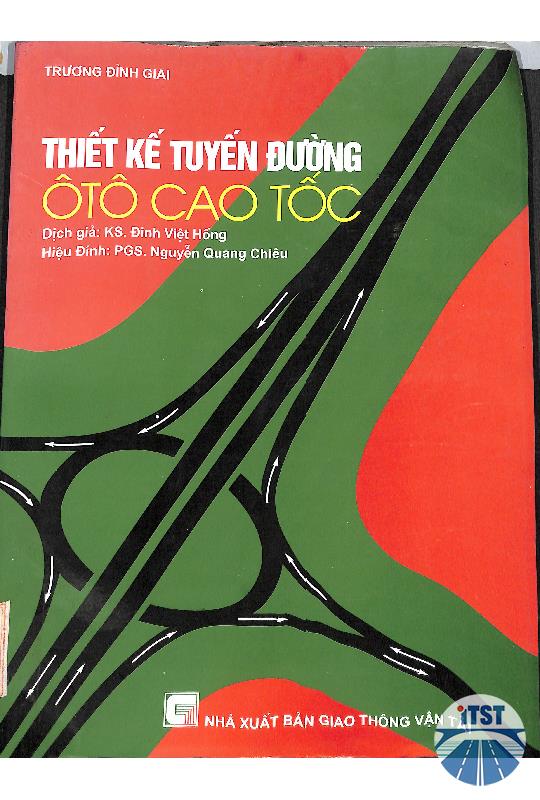 TRƯƠNG ĐÌNH GIAI
THIẾT KẾ TUYẾN ĐƯỜNG
ÔTÔ CAO TỐC
Dịch giả: KS. Đinh Việt Hồng
Hiệu Đính: PGS. Nguyễn Quang Chiêu
NHÀ XUẤT BẢN GIAO THÔNG VẬN
iTST